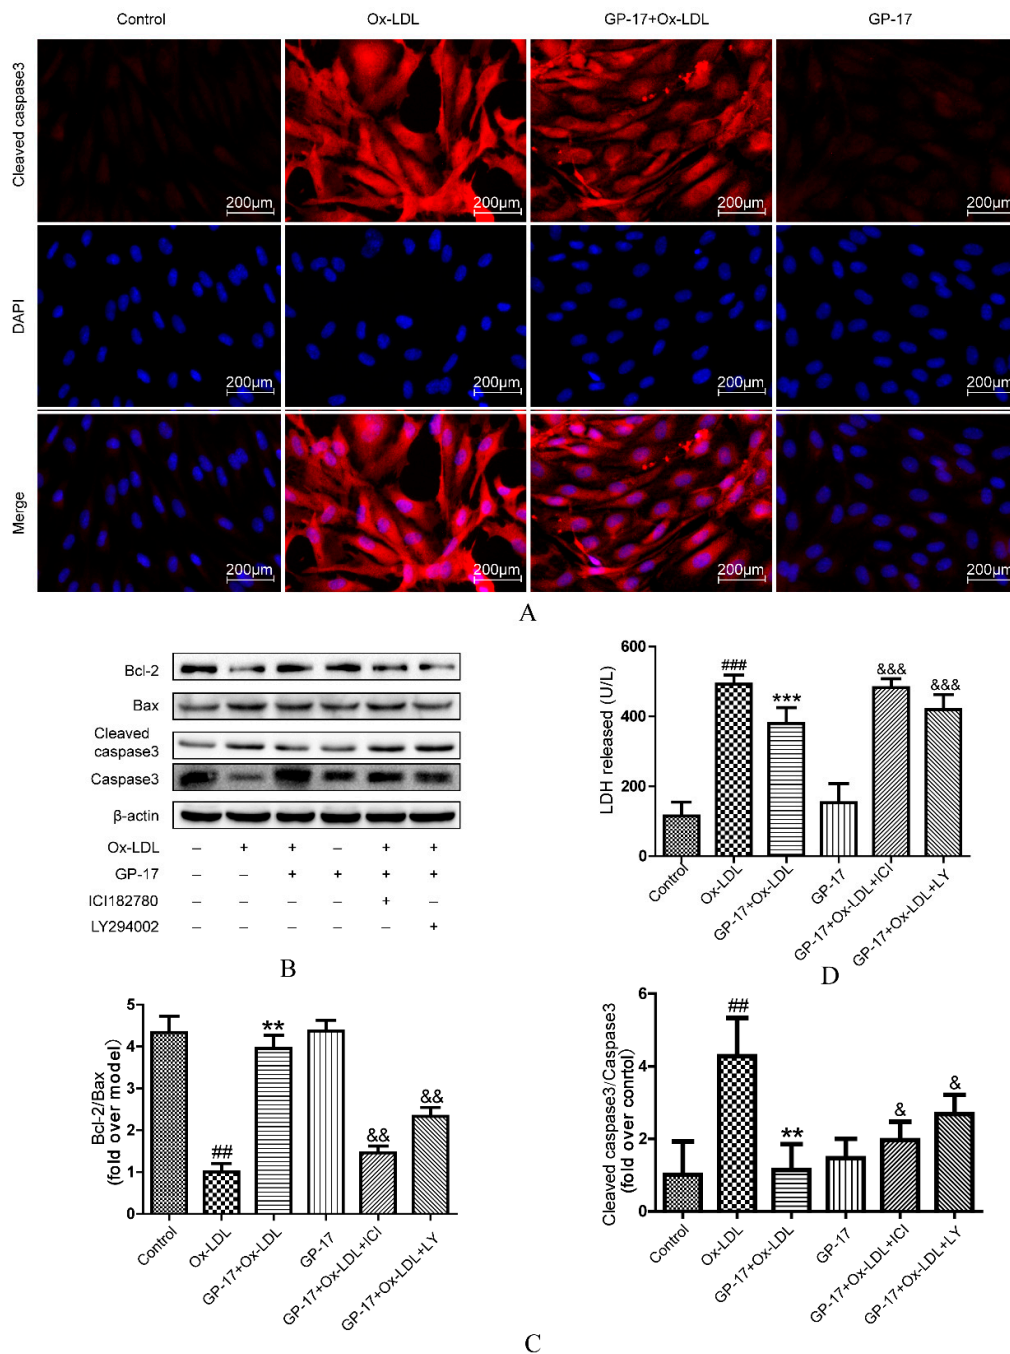 Control Ox-LDL GP-17+Ox-LDL GP-17
Cleaved caspase3
200μm 200μm 200μm 200μm
DAPI
200μm 200μm 200μm 200μm
Merge
200μm 200μm 200μm 200μm
A
Bcl-2
Bax
Cleaved
caspase3
Caspase3
β-actin
Ox-LDL – + + – + +
GP-17 – – + + + +
ICI182780 – – – – + –
LY294002 – – – – – +
B
LDH released (U/L)
600
400
200
0
### *** &&& &&&
Control Ox-LDL GP-17+Ox-LDL GP-17 GP-17+Ox-LDL+ICI GP-17+Ox-LDL+LY
D
Bcl-2/Bax
(fold over model)
5
4
3
2
1
0
## ** && &&
Control Ox-LDL GP-17+Ox-LDL GP-17 GP-17+Ox-LDL+ICI GP-17+Ox-LDL+LY
Cleaved caspase3/Caspase3
(fold over contrtol)
6
4
2
0
## ** & &
Control Ox-LDL GP-17+Ox-LDL GP-17 GP-17+Ox-LDL+ICI GP-17+Ox-LDL+LY
C